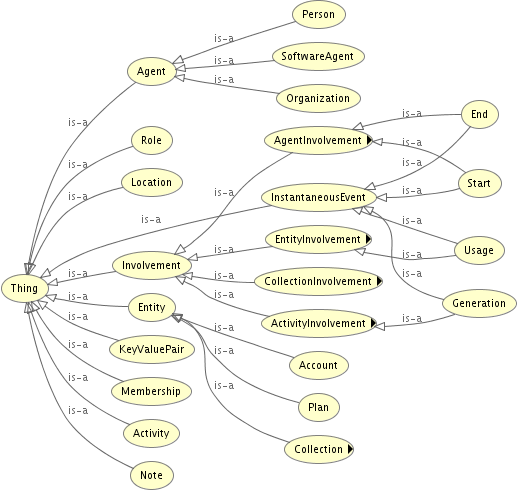 Person
is-a
SoftwareAgent
is-a
Agent
is-a
Organization
is-a
End
is-a
AgentInvolvement
is-a
Role
is-a
is-a
Location
is-a
Start
is-a
InstantaneousEvent
is-a
is-a
is-a
EntityInvolvement
is-a
Usage
is-a
Involvement
is-a
is-a
CollectionInvolvement
is-a
is-a
Thing
Entity
is-a
Generation
is-a
ActivityInvolvement
is-a
is-a
KeyValuePair
is-a
Account
is-a
Membership
is-a
Plan
is-a
is-a
Activity
is-a
Collection
Note